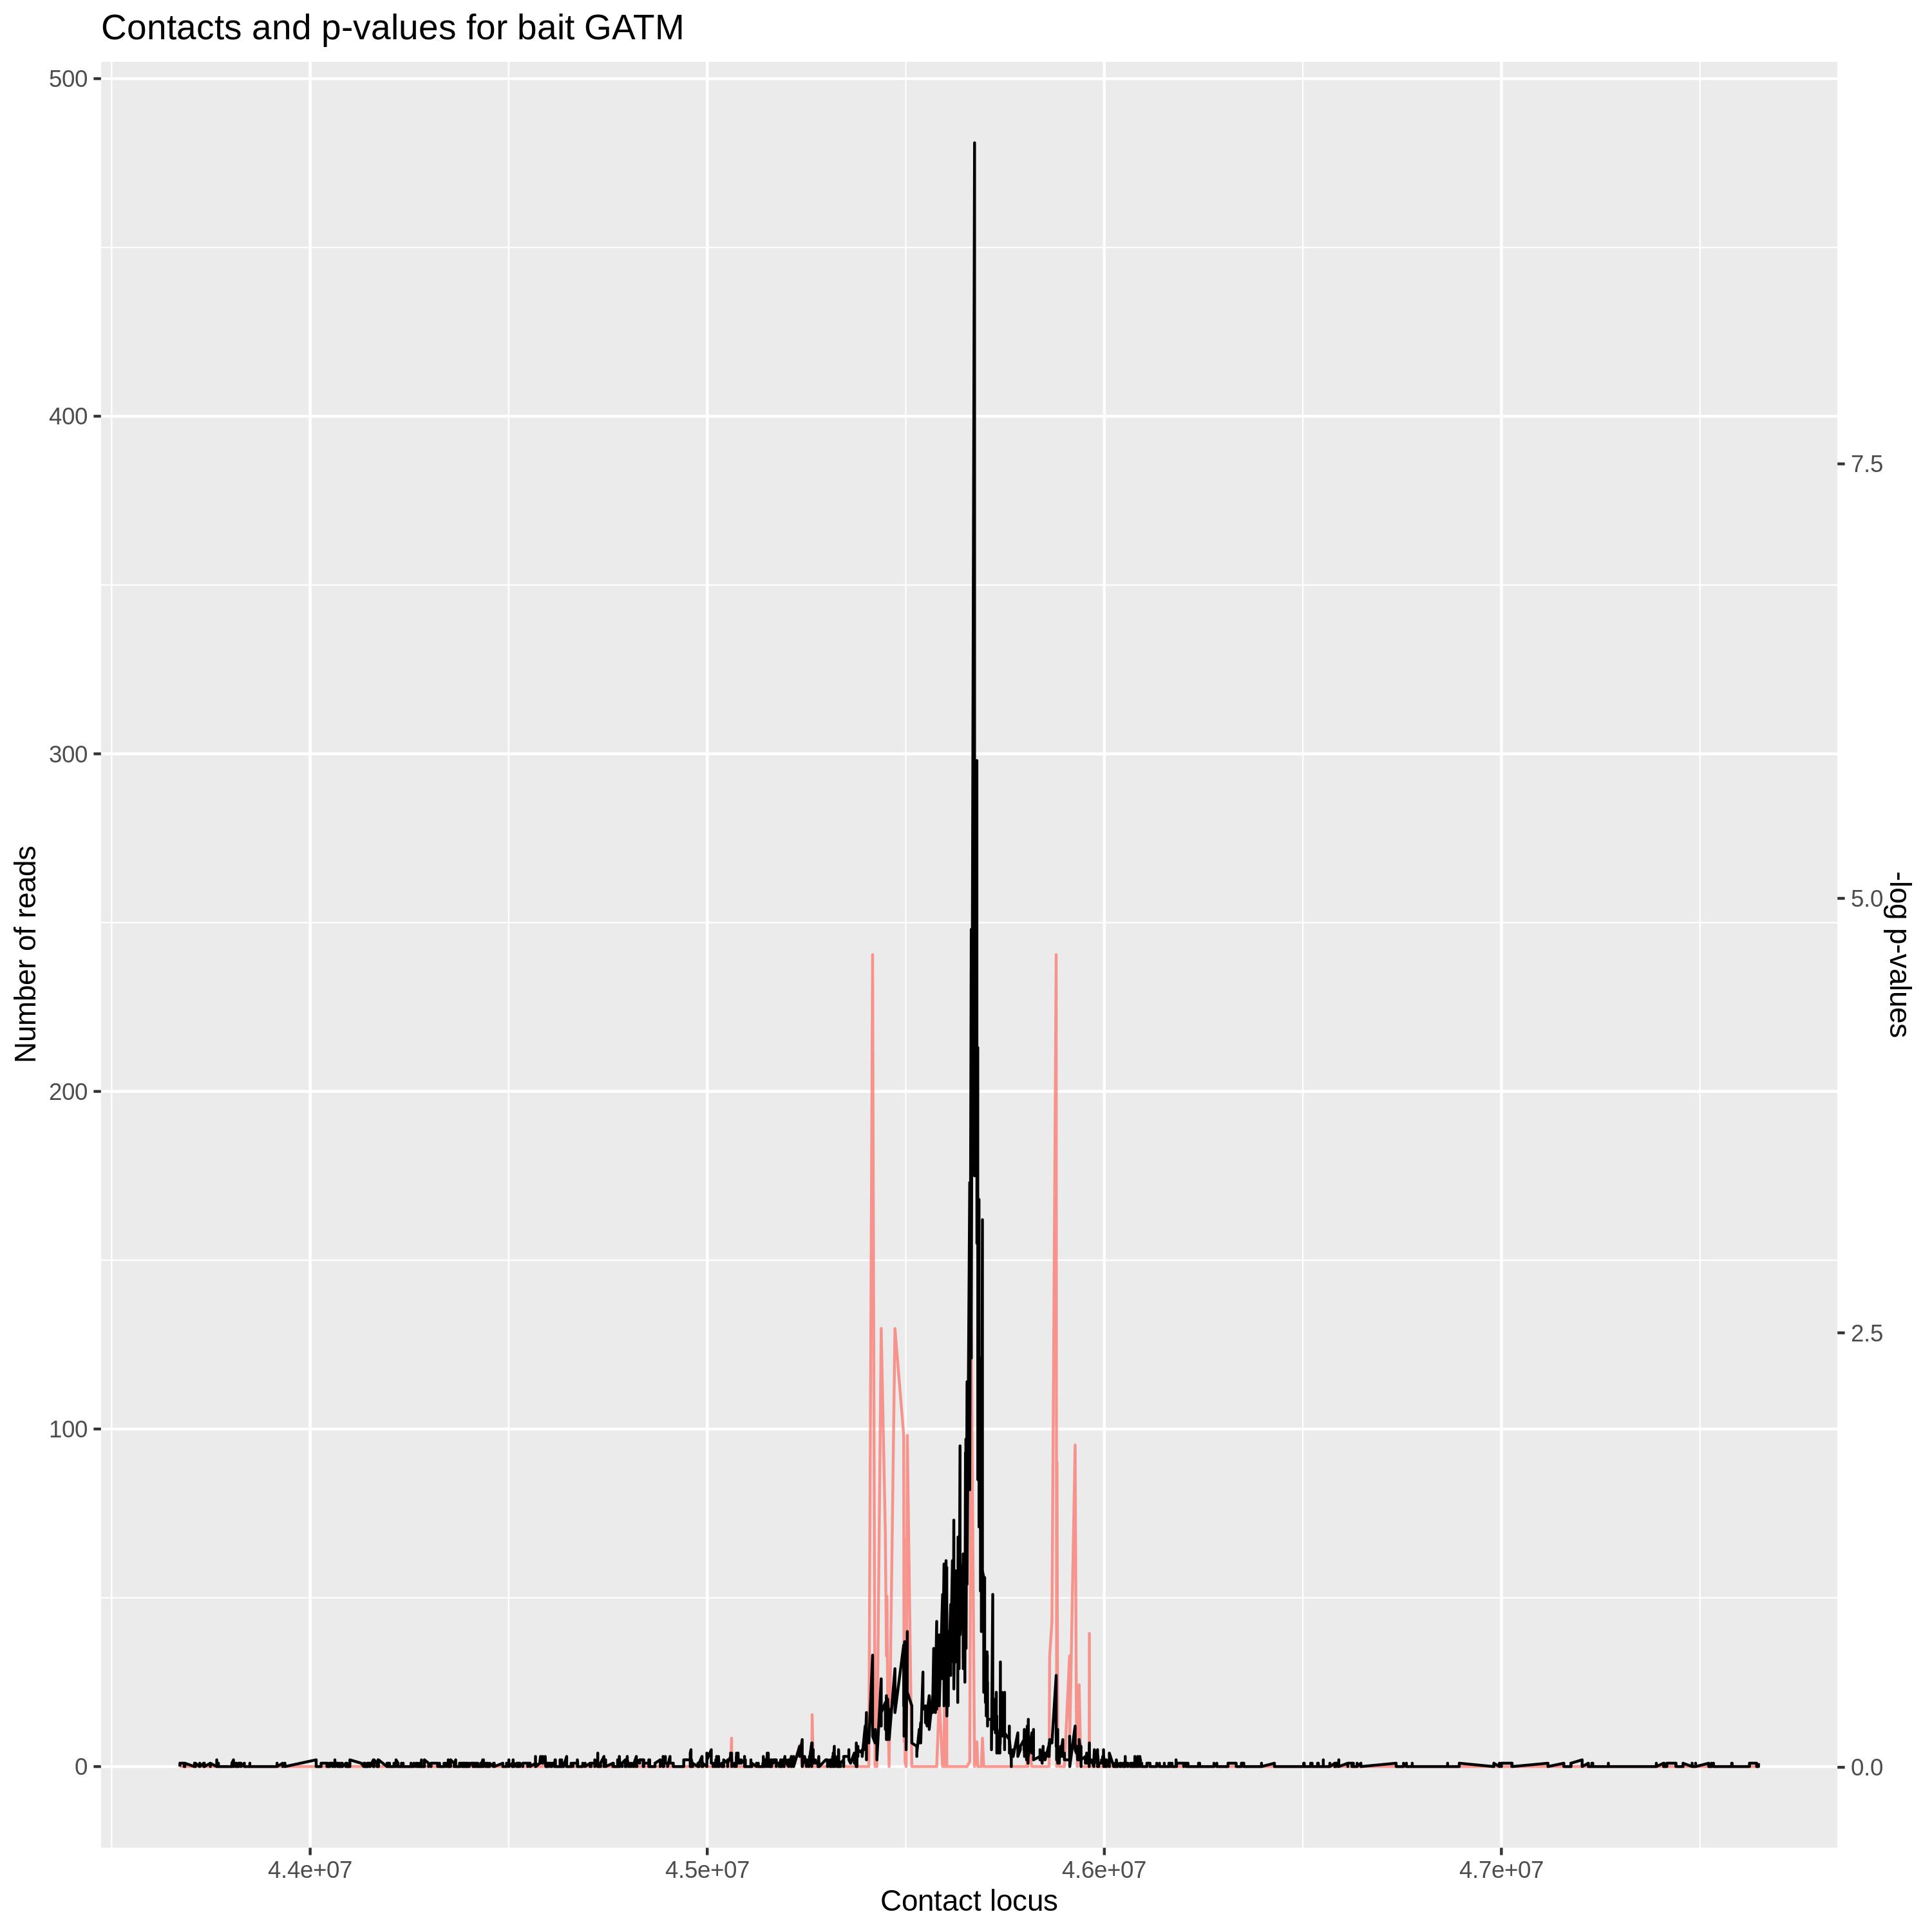 Contacts and p-values for bait GATM
500
400
300
200
100
0
Number of reads
7.5
5.0
2.5
0.0
-log p-values
4.4e+07
4.5e+07
4.6e+07
4.7e+07
Contact locus